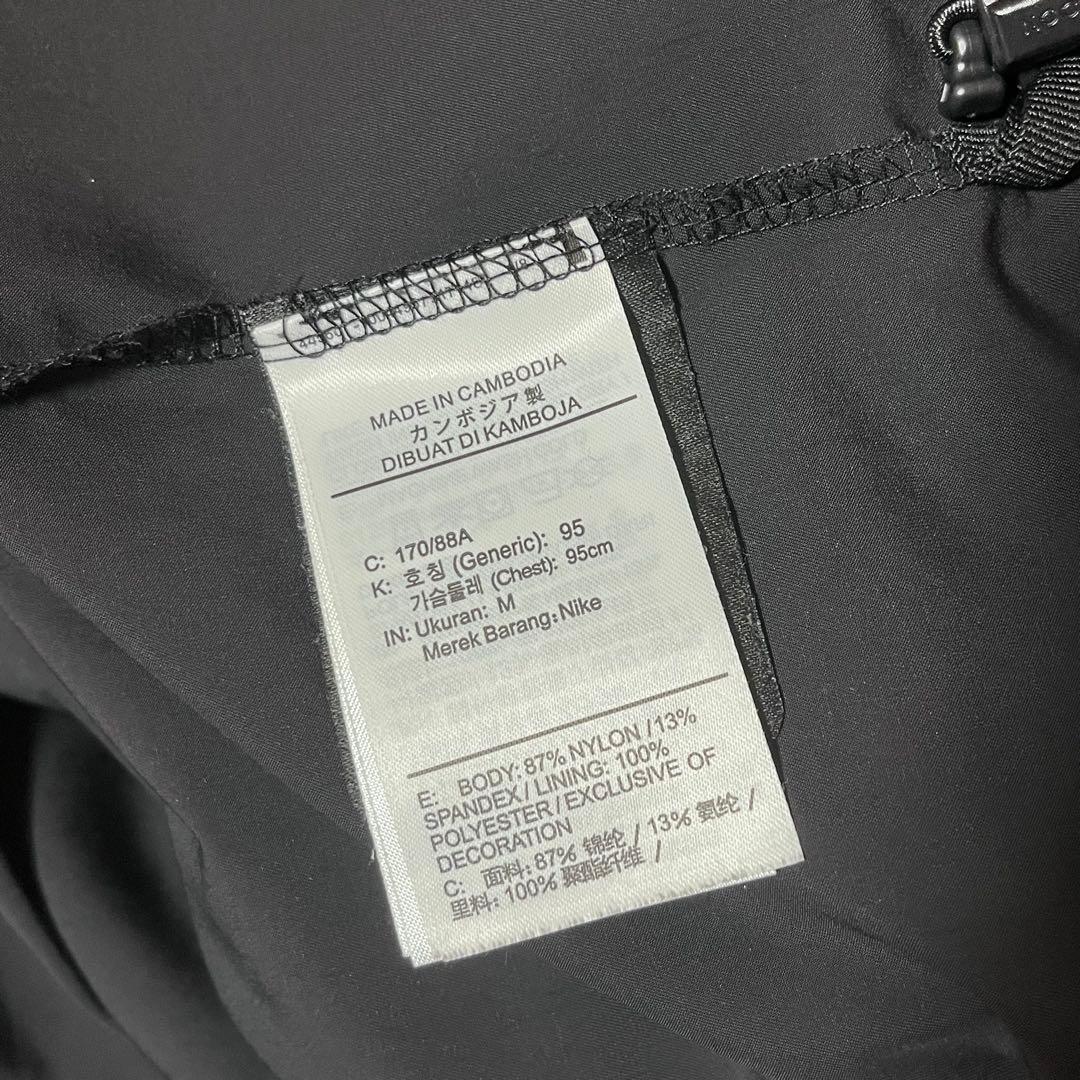 MADE IN CAMBODIA
カンボジア製
DIBUAT DI KAMBOJA
C: 170/88A
K: 호칭 (Generic): 95
가슴둘레 (Chest): 95cm
IN: Ukuran: M
Merek Barang:Nike
E: BODY: 87% NYLON /13%
SPANDEX / LINING: 100%
POLYESTER / EXCLUSIVE OF
DECORATION
C: 面料: 87% 锦纶 / 13% 氨纶 /
里料: 100% 聚酯纤维 /